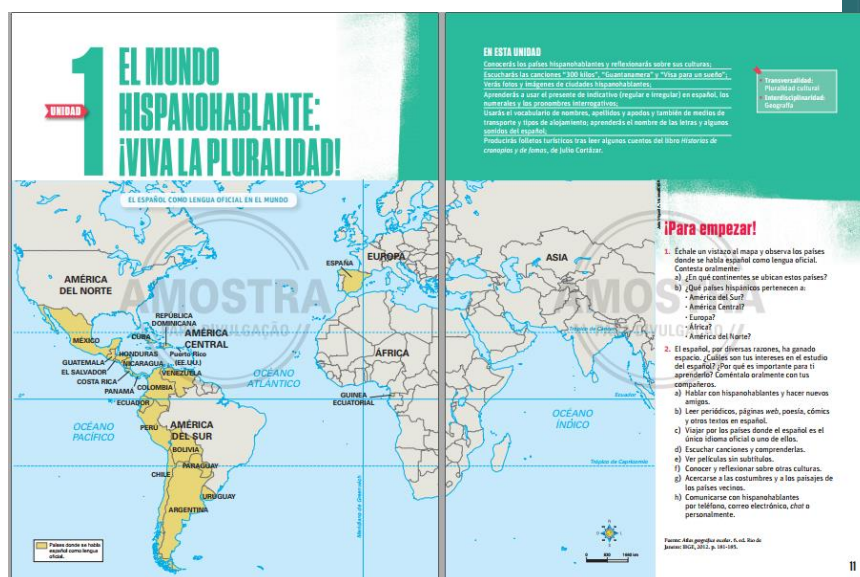 UNIDAD
1
EL MUNDO
HISPANOHABLANTE:
¡VIVA LA PLURALIDAD!
EN ESTA UNIDAD
Conocerás los países hispanohablantes y reflexionarás sobre sus culturas;
Escucharás las canciones "300 kilos", "Guantanamera" y "Visa para un sueño";
Verás fotos y imágenes de ciudades hispanohablantes;
Aprenderás a usar el presente de indicativo (regular e irregular) en español, los
numerales y los pronombres interrogativos;
Usarás el vocabulario de nombres, apellidos y apodos y también de medios de
transporte y tipos de alojamiento; aprenderás el nombre de las letras y algunos
sonidos del español;
Producirás folletos turísticos tras leer algunos cuentos del libro Historias de
cronopios y de famas, de Julio Cortázar.
Transversalidad:
Pluralidad cultural
Interdisciplinaridad:
Geografía
EL ESPAÑOL COMO LENGUA OFICIAL EN EL MUNDO
AMÉRICA
DEL NORTE
ESPAÑA
EUROPA
ASIA
AMOSTRA
DIVULGAÇÃO //
AMOSTRA
DIVULGAÇÃO //
MÉXICO
CUBA
REPÚBLICA
DOMINICANA
AMÉRICA
CENTRAL
Puerto Rico
(EE.UU.)
GUATEMALA
HONDURAS
EL SALVADOR
NICARAGUA
COSTA RICA
PANAMÁ
VENEZUELA
COLOMBIA
ECUADOR
OCÉANO
ATLÁNTICO
ÁFRICA
GUINEA
ECUATORIAL
Ecuador
0°
OCÉANO
PACÍFICO
PERÚ
AMÉRICA
DEL SUR
BOLIVIA
PARAGUAY
CHILE
URUGUAY
ARGENTINA
OCÉANO
ÍNDICO
Trópico de Capricornio
Meridiano de Greenwich
Países donde se habla
español como lengua
oficial.
¡Para empezar!
1. Échale un vistazo al mapa y observa los países
donde se habla español como lengua oficial.
Contesta oralmente:
a) ¿En qué continentes se ubican estos países?
b) ¿Qué países hispánicos pertenecen a:
• América del Sur?
• América Central?
• Europa?
• África?
• América del Norte?
2. El español, por diversas razones, ha ganado
espacio. ¿Cuáles son tus intereses en el estudio
del español? ¿Por qué es importante para ti
aprenderlo? Coméntalo oralmente con tus
compañeros.
a) Hablar con hispanohablantes y hacer nuevos
amigos.
b) Leer periódicos, páginas web, poesía, cómics
y otros textos en español.
c) Viajar por los países donde el español es el
único idioma oficial o uno de ellos.
d) Escuchar canciones y comprenderlas.
e) Ver películas sin subtítulos.
f) Conocer y reflexionar sobre otras culturas.
g) Acercarse a las costumbres y a los paisajes de
los países vecinos.
h) Comunicarse con hispanohablantes
por teléfono, correo electrónico, chat o
personalmente.
Fuente: Atlas geográfico escolar. 6. ed. Rio de
Janeiro: IBGE, 2012. p. 181-185.
11